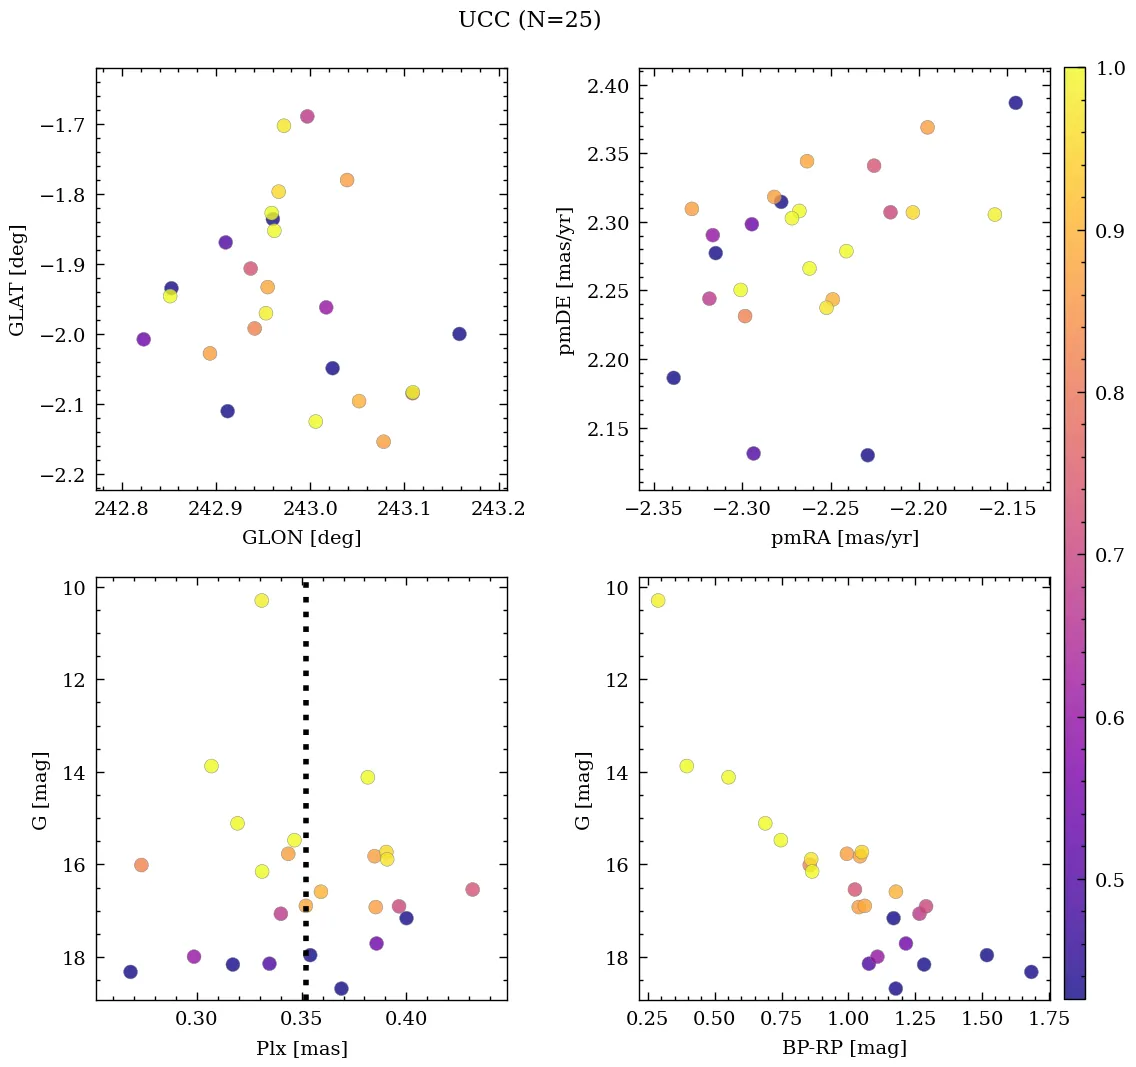 UCC (N=25)
−1.7
−1.8
−1.9
−2.0
−2.1
−2.2
GLAT [deg]
242.8 242.9 243.0 243.1 243.2
GLON [deg]
2.40
2.35
2.30
2.25
2.20
2.15
pmDE [mas/yr]
−2.35 −2.30 −2.25 −2.20 −2.15
pmRA [mas/yr]
10
12
14
16
18
G [mag]
0.30 0.35 0.40
Plx [mas]
10
12
14
16
18
G [mag]
0.25 0.50 0.75 1.00 1.25 1.50 1.75
BP-RP [mag]
1.0
0.9
0.8
0.7
0.6
0.5